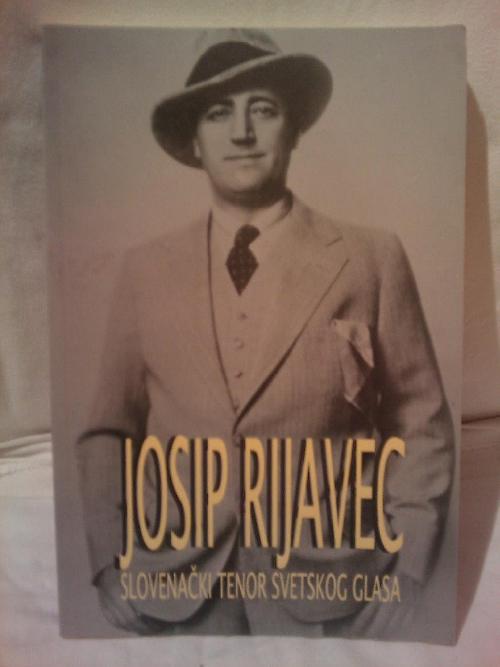 JOSIP RIJAVEC
SLOVENAČKI TENOR SVETSKOG GLASA